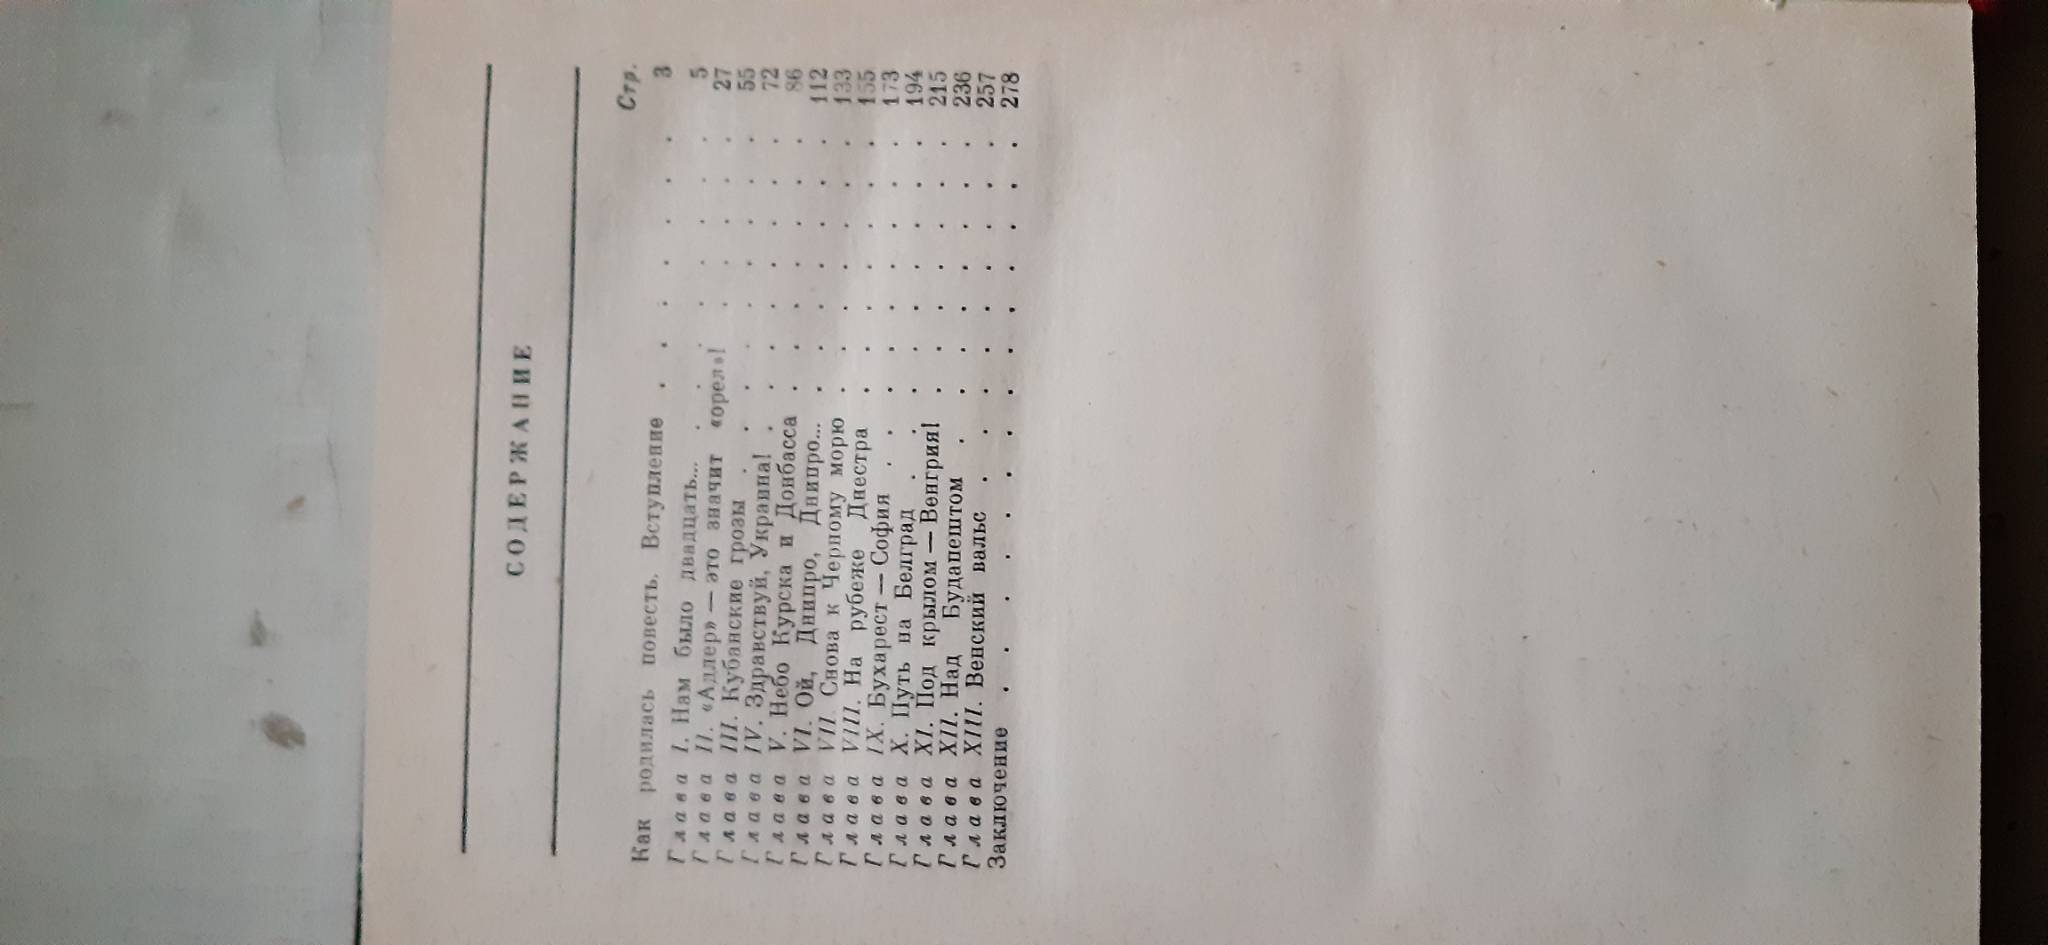 СОДЕРЖАНИЕ
Стр.
Как родилась повесть. Вступление . . . . . . . 3
Глава I. Нам было двадцать... . . . . . . . . 5
Глава II. «Адлер» — это значит «орел»! . . . . . 27
Глава III. Кубанские грозы . . . . . . . . . 55
Глава IV. Здравствуй, Украина! . . . . . . . . 72
Глава V. Небо Курска и Донбасса . . . . . . . 86
Глава VI. Ой, Днипро, Днипро... . . . . . . . 112
Глава VII. Снова к Черному морю . . . . . . . 133
Глава VIII. На рубеже Днестра . . . . . . . 155
Глава IX. Бухарест — София . . . . . . . . . 173
Глава X. Путь на Белград . . . . . . . . . 194
Глава XI. Под крылом — Венгрия! . . . . . . . 215
Глава XII. Над Будапештом . . . . . . . . 236
Глава XIII. Венский вальс . . . . . . . . . 257
Заключение . . . . . . . . . . . . . . 278